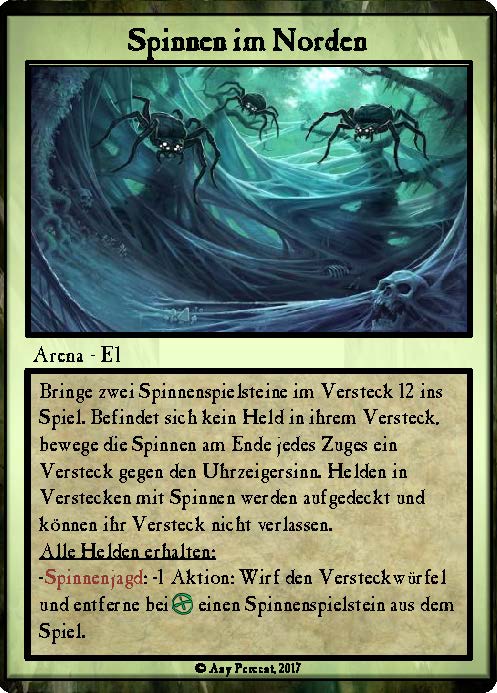 Spinnen im Norden
Arena - E1
Bringe zwei Spinnenspielsteine im Versteck 12 ins
Spiel. Befindet sich kein Held in ihrem Versteck,
bewege die Spinnen am Ende jedes Zuges ein
Versteck gegen den Uhrzeigersinn. Helden in
Verstecken mit Spinnen werden aufgedeckt und
können ihr Versteck nicht verlassen.
Alle Helden erhalten:
-Spinnenjagd: -1 Aktion: Wirf den Versteckwürfel
und entferne bei einen Spinnenspielstein aus dem
Spiel.
© Any Percent, 2017